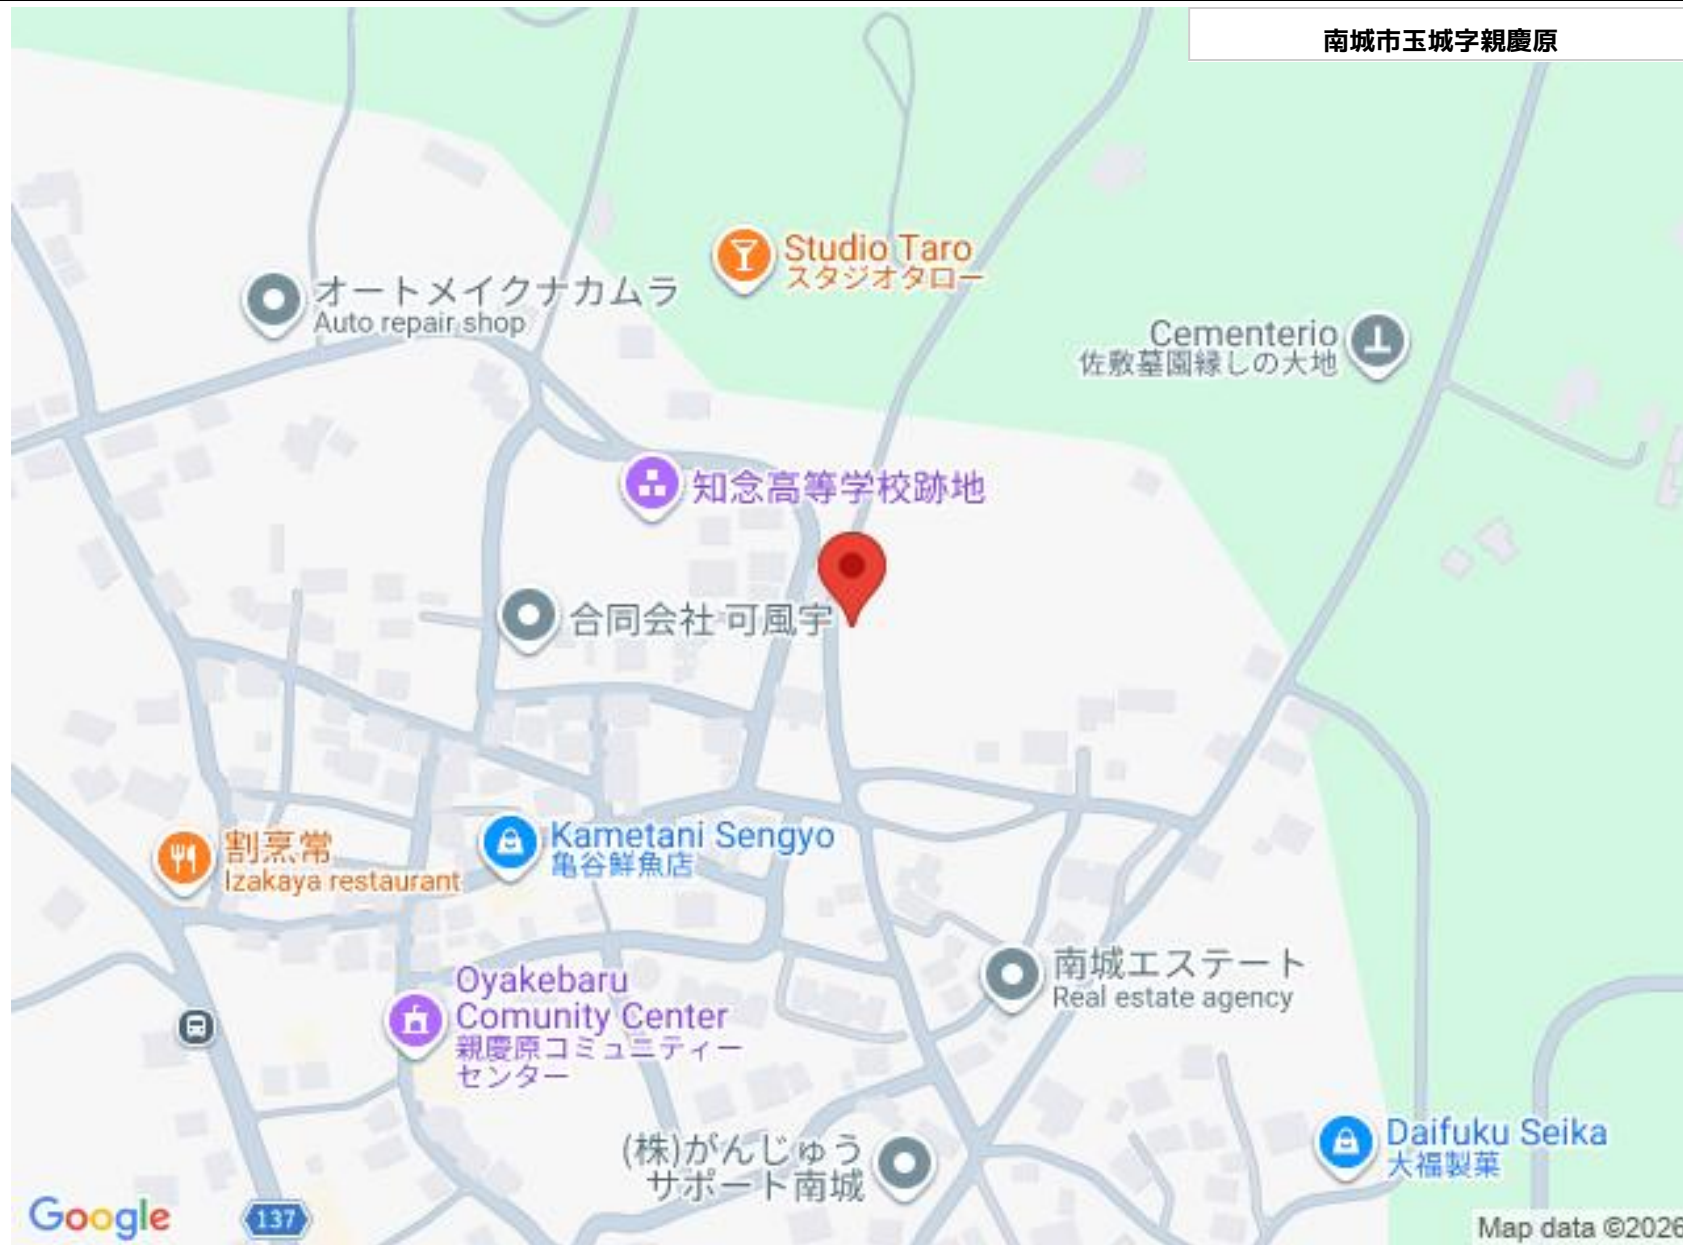 南城市玉城字親慶原
Studio Taro
スタジオタロー
オートメイクナカムラ
Auto repair shop
Cementerio
佐敷墓園縁しの大地
知念高等学校跡地
合同会社 可風宇
割烹常
Izakaya restaurant
Kametani Sengyo
亀谷鮮魚店
Oyakebaru
Comunity Center
親慶原コミュニティー
センター
南城エステート
Real estate agency
(株)がんじゅう
サポート南城
Daifuku Seika
大福製菓
137
Google
Map data ©2026